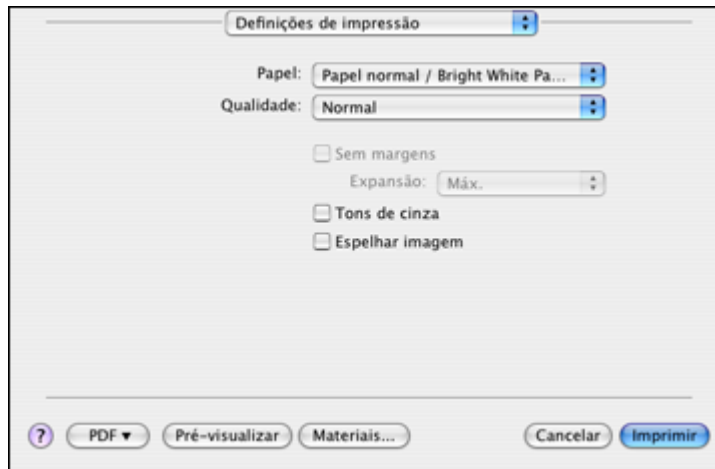 Definições de impressão
Papel: Papel normal / Bright White Pa...
Qualidade: Normal
Sem margens
Expansão: Máx.
Tons de cinza
Espelhar imagem
? PDF ▼ Pré-visualizar Materiais... Cancelar Imprimir